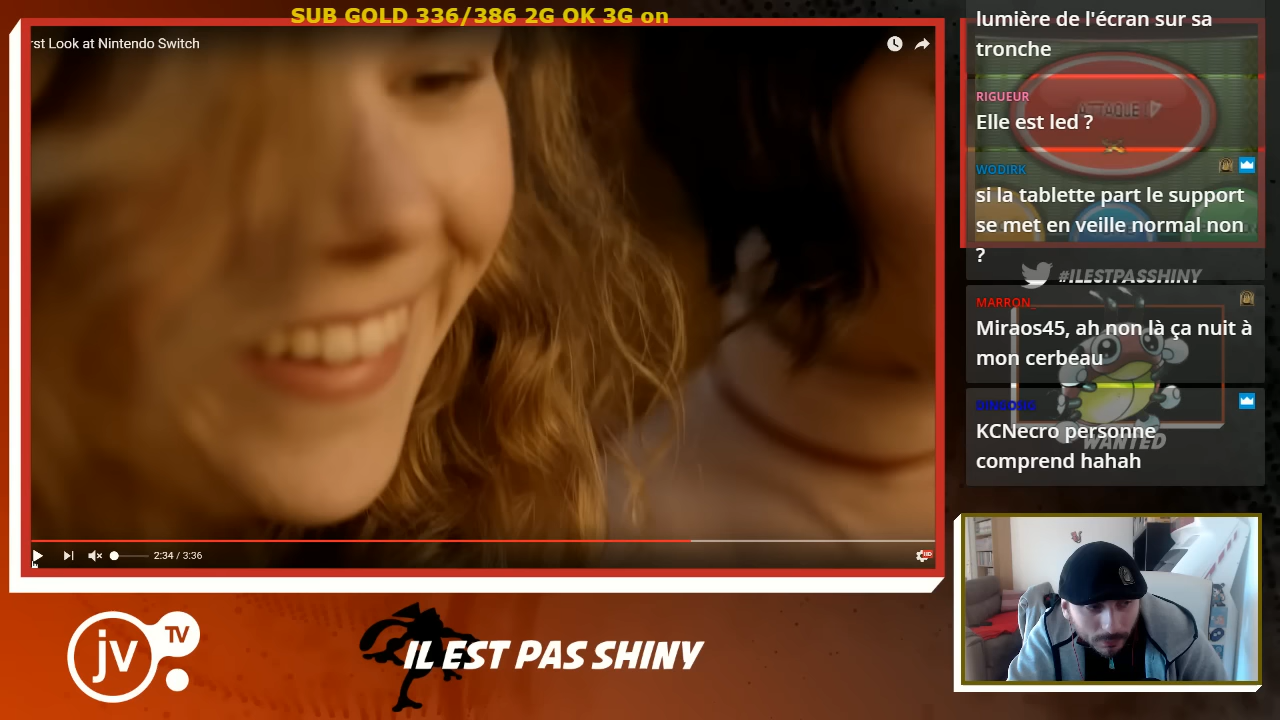 SUB GOLD 336/386 2G OK 3G on
rst Look at Nintendo Switch
2:34 / 3:36
HD
lumière de l'écran sur sa
tronche
ATTAQUE
RIGUEUR
Elle est led ?
WODIRK
si la tablette part le support
se met en veille normal non
?
#ILESTPASSHINY
MARRON_
Miraos45, ah non là ça nuit à
mon cerbeau
KCNecro personne
comprend hahah
WANTED
jv TV
IL EST PAS SHINY